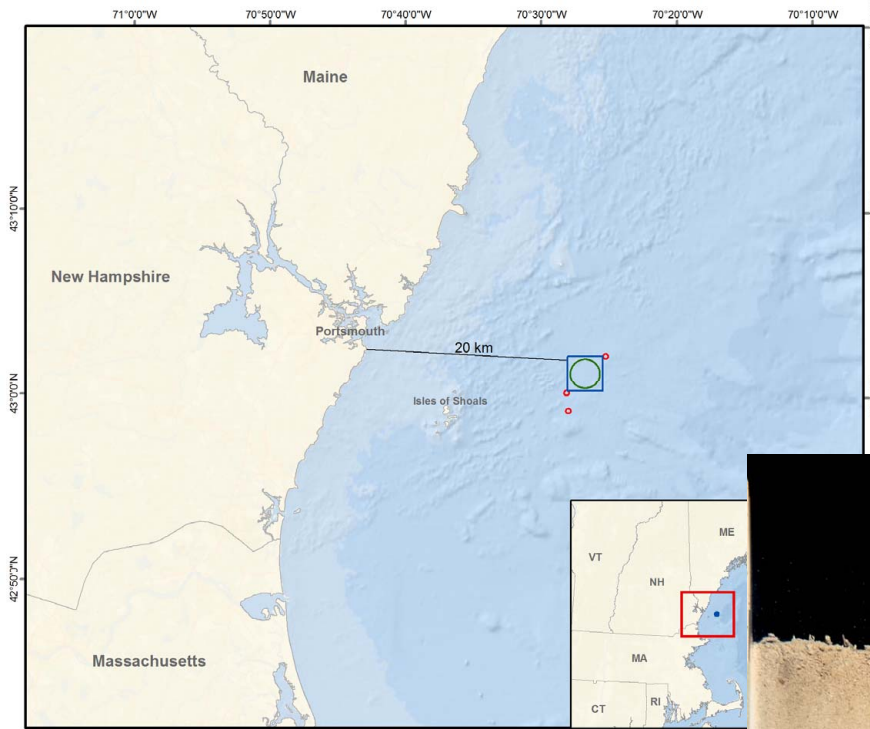 71°0'0"W 70°50'0"W 70°40'0"W 70°30'0"W 70°20'0"W 70°10'0"W
Maine
43°10'0"N
New Hampshire
Portsmouth
20 km
43°0'0"N
Isles of Shoals
42°50'0"N
Massachusetts
ME
VT
NH
MA
CT
RI